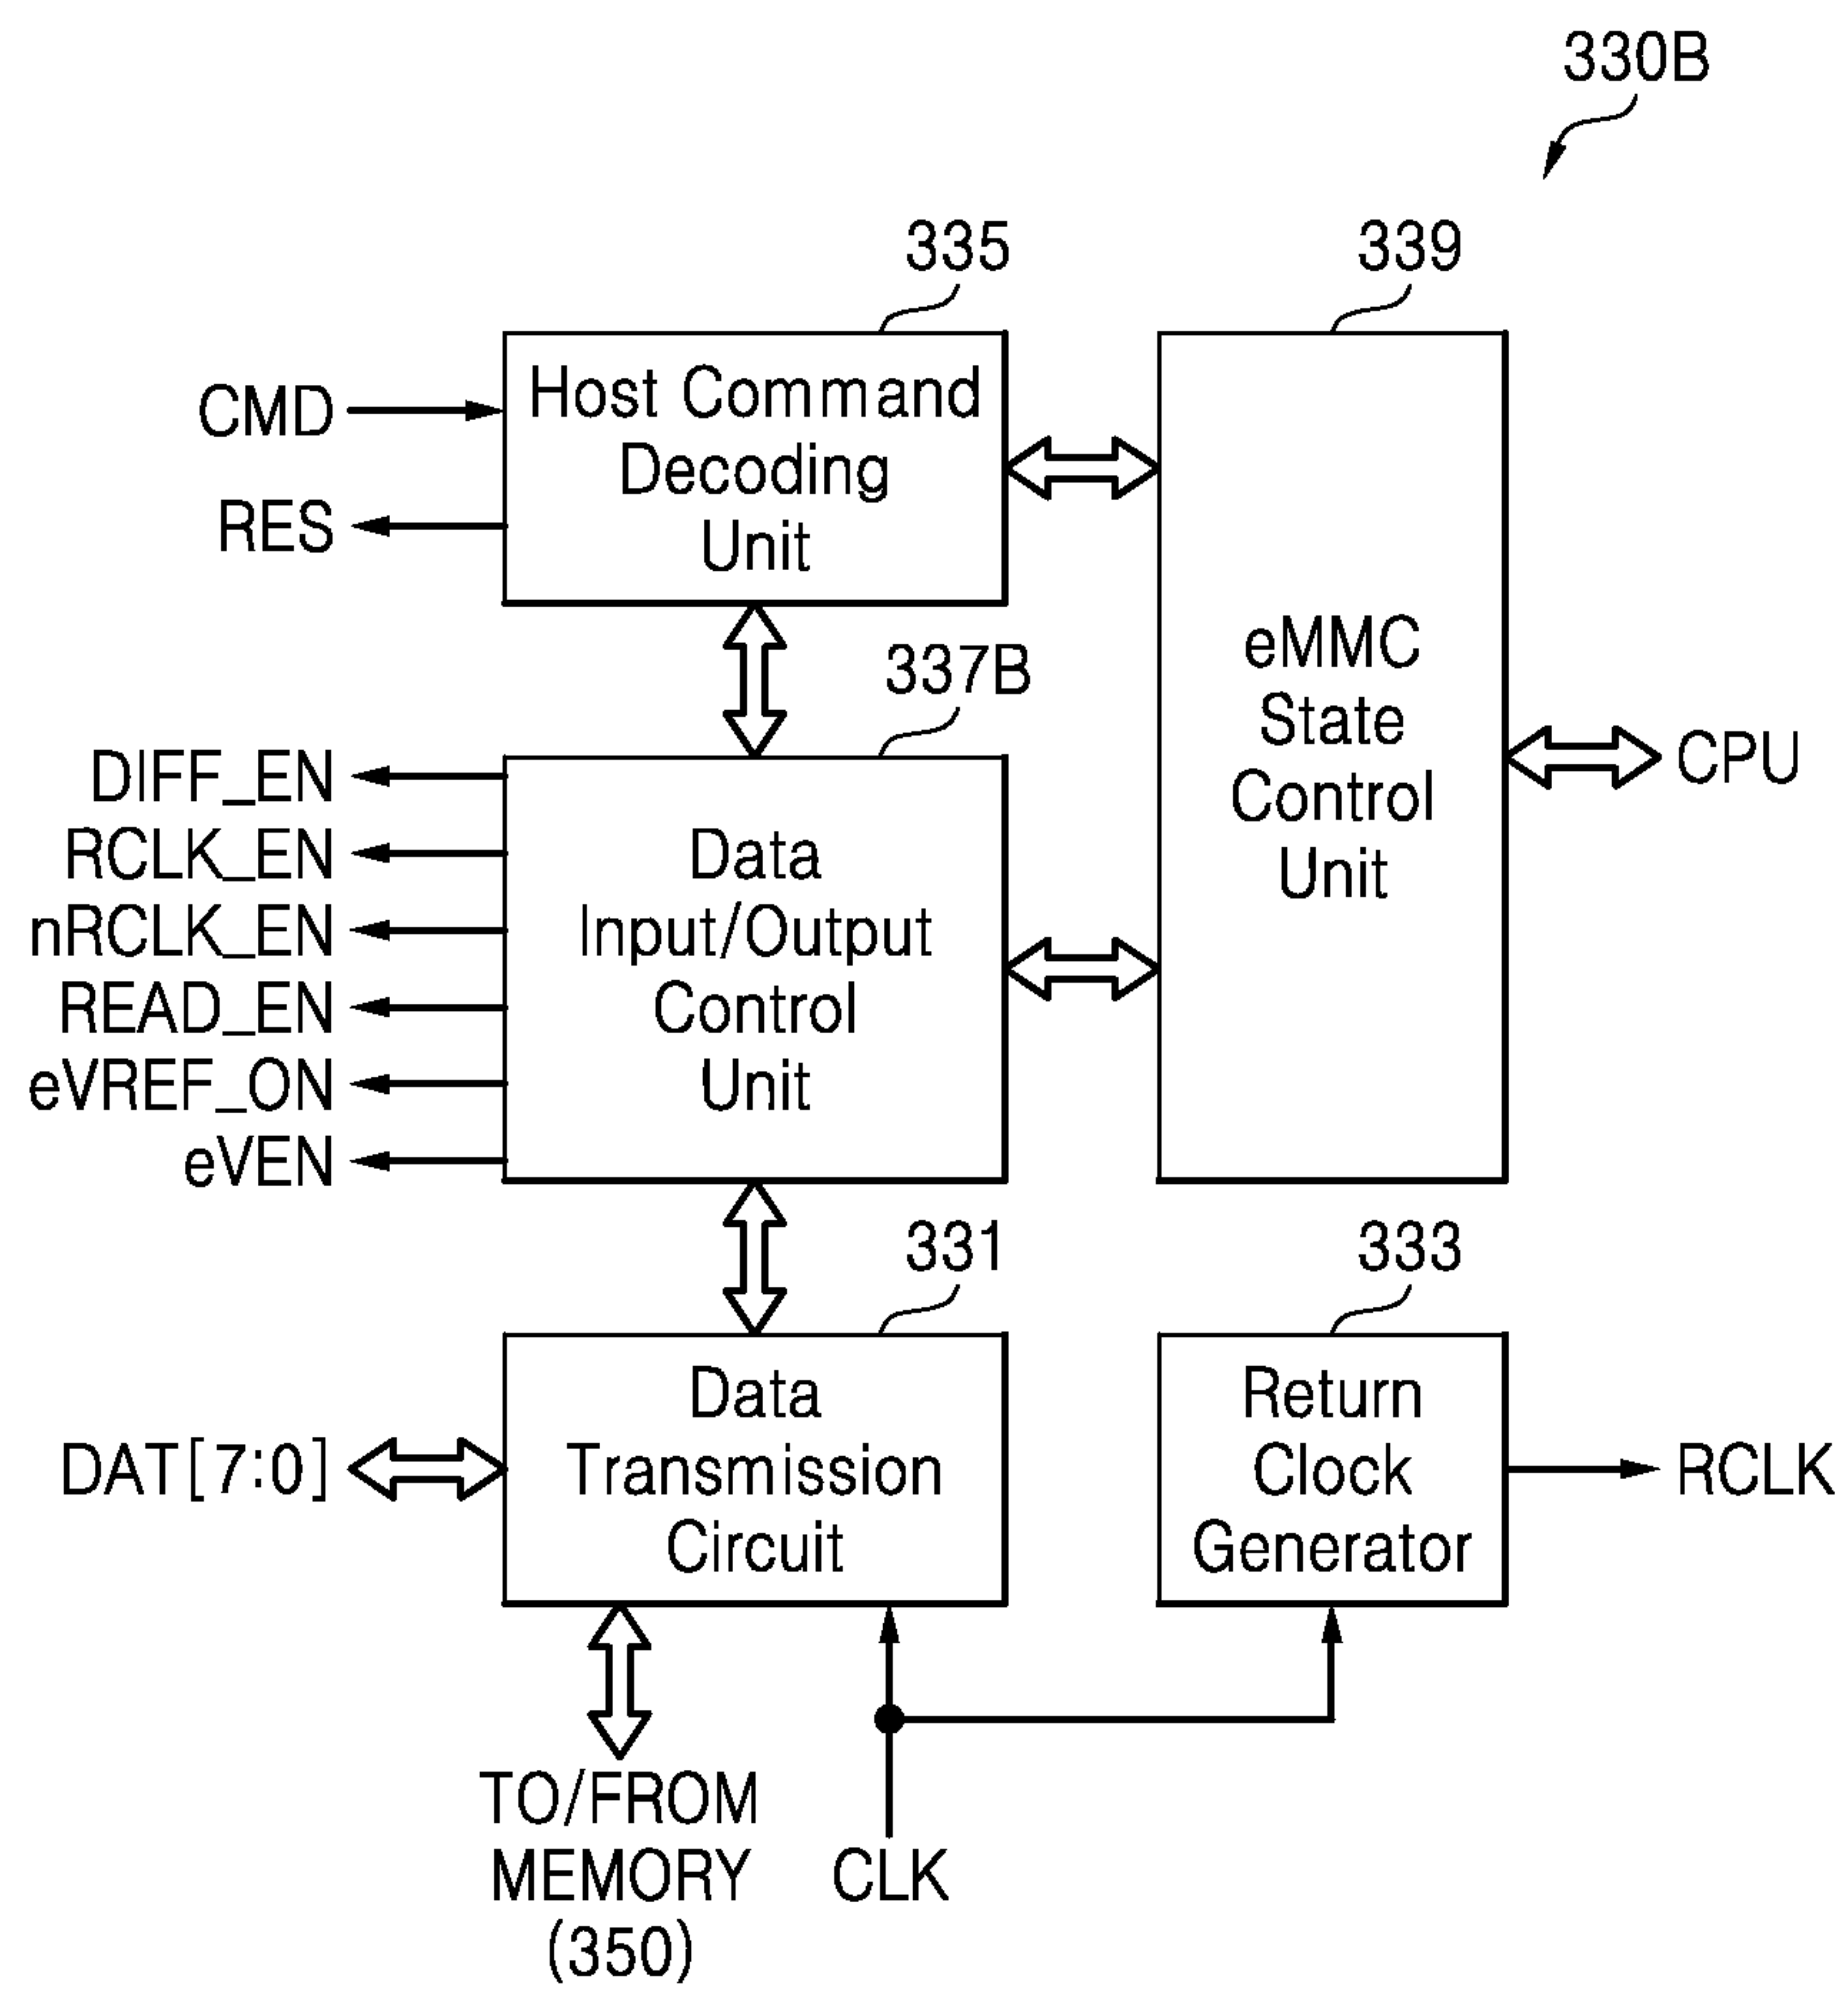 330B
335
339
CMD
RES
Host Command
Decoding
Unit
337B
eMMC
State
Control
Unit
CPU
DIFF_EN
RCLK_EN
nRCLK_EN
READ_EN
eVREF_ON
eVEN
Data
Input/Output
Control
Unit
331
333
DAT[7:0]
Data
Transmission
Circuit
Return
Clock
Generator
RCLK
TO/FROM
MEMORY
(350)
CLK